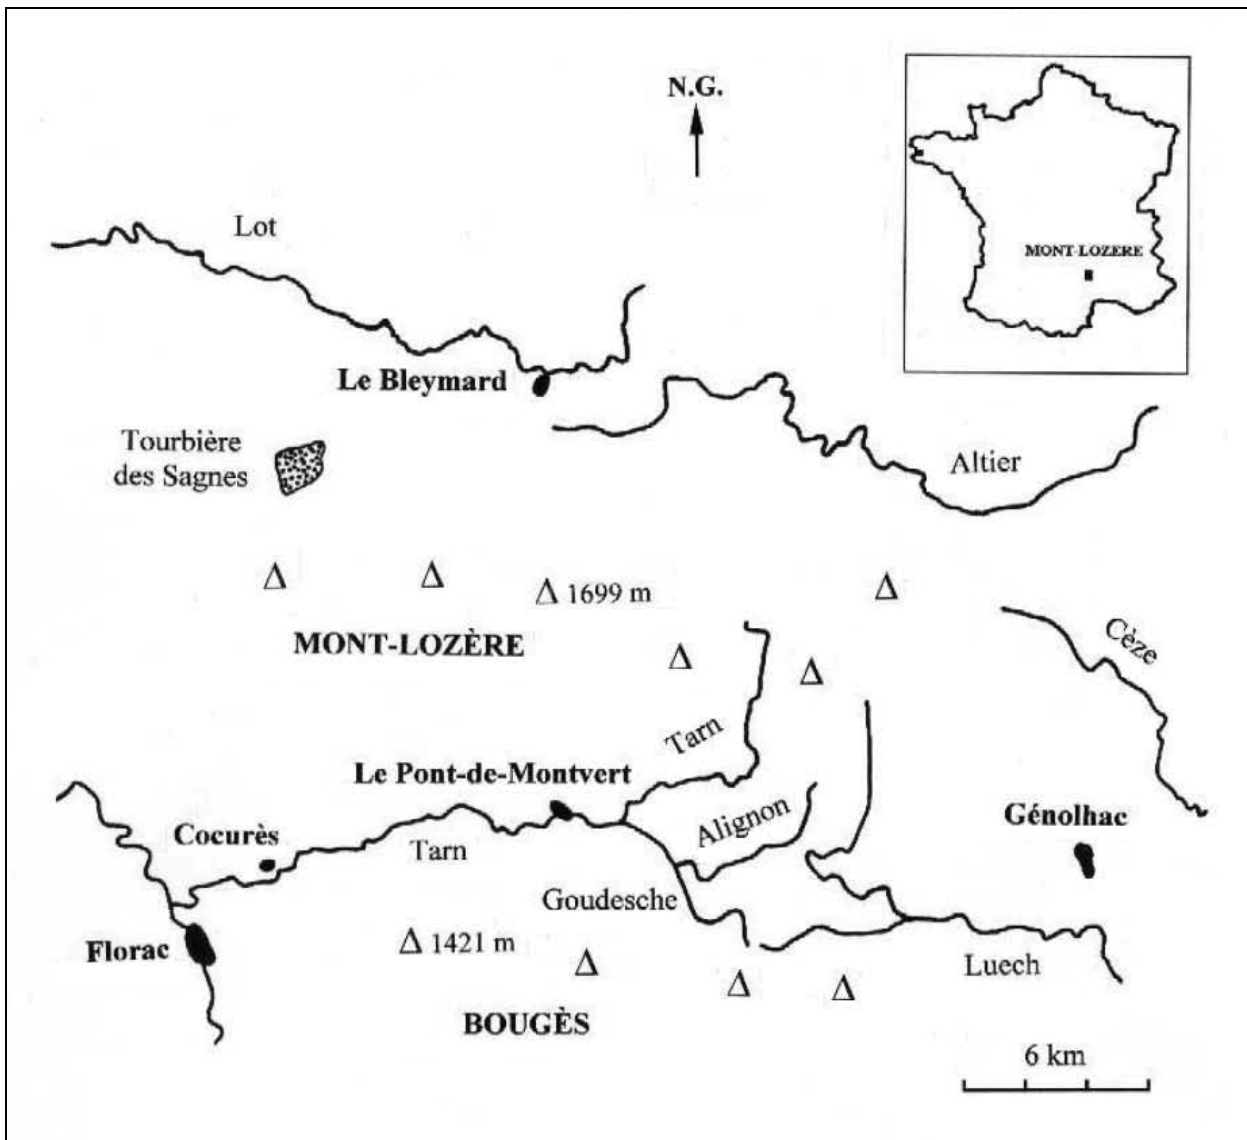 N.G.
Lot
MONT-LOZERE
Le Bleymard
Tourbière
des Sagnes
Altier
1699 m
MONT-LOZÈRE
Cèze
Tarn
Le Pont-de-Montvert
Alignon
Génolhac
Cocurès
Tarn
Goudesche
Florac
1421 m
Luech
BOUGÈS
6 km